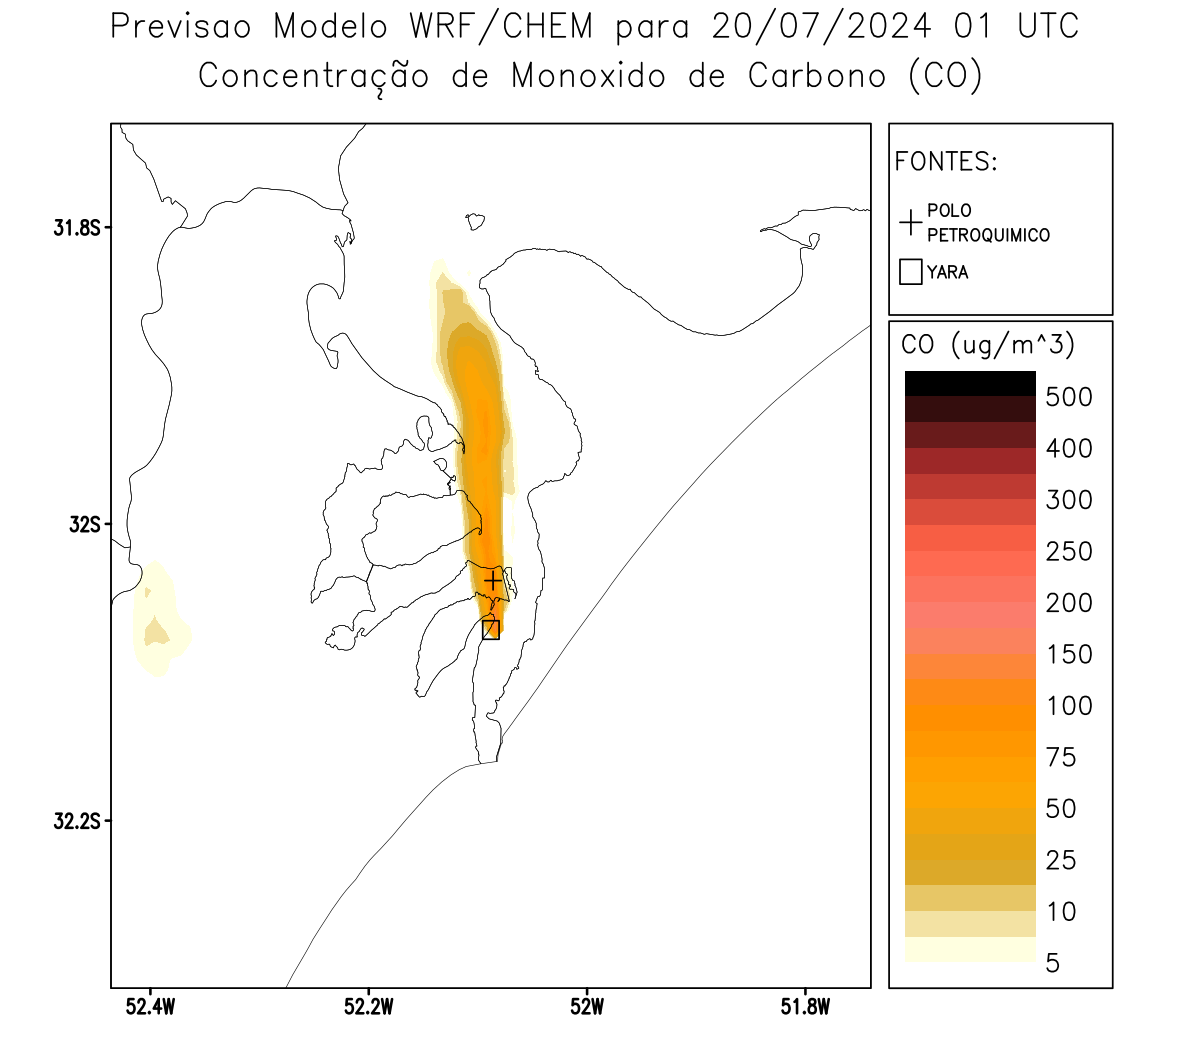 Previsao Modelo WRF/CHEM para 20/07/2024 01 UTC
Concentração de Monoxido de Carbono (CO)
FONTES:
POLO
PETROQUIMICO
YARA
CO (ug/m^3)
500
400
300
250
200
150
100
75
50
25
10
5
31.8S
32S
32.2S
52.4W
52.2W
52W
51.8W